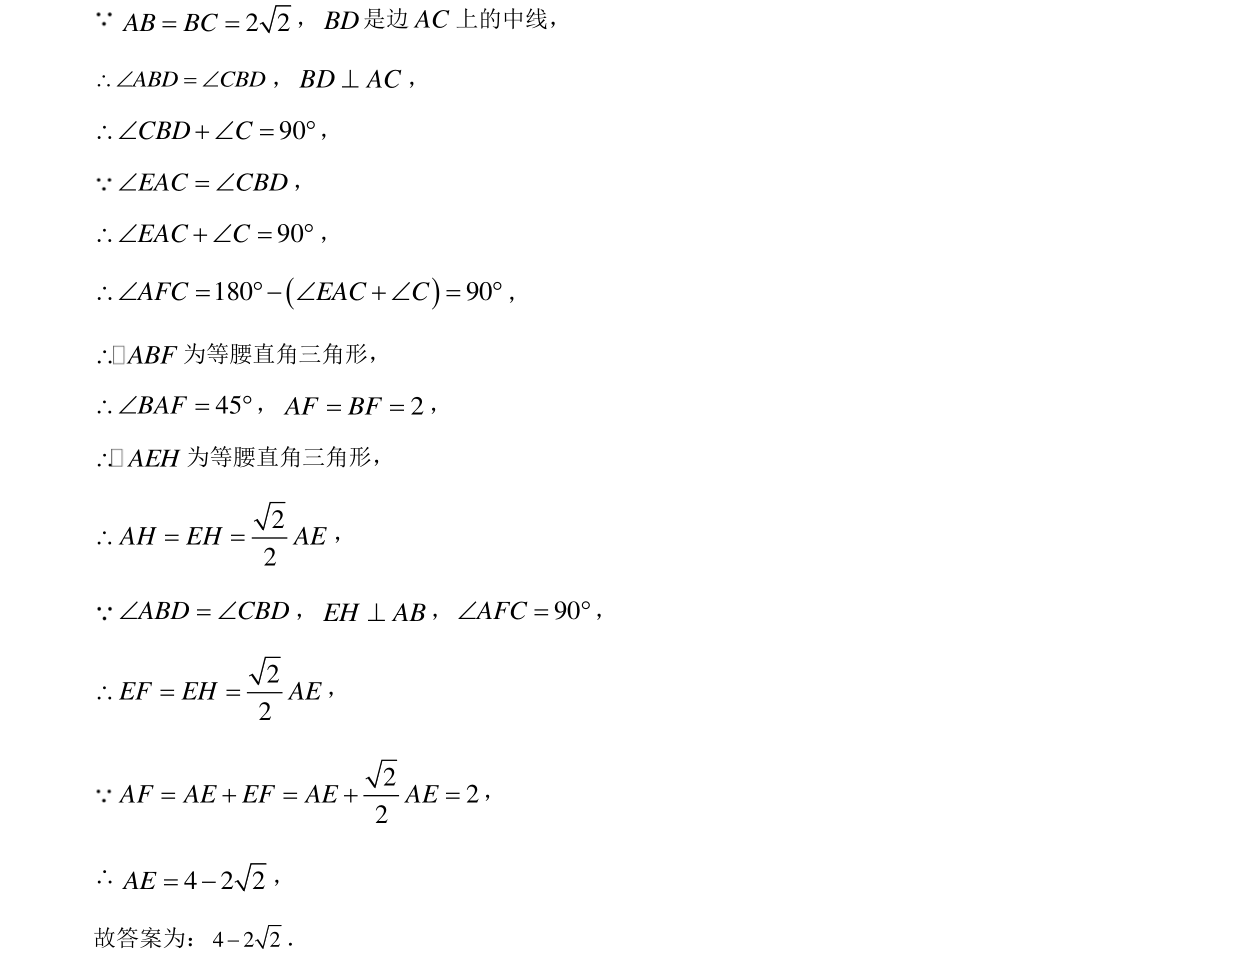 ∵ AB = BC = 2√2，BD是边 AC 上的中线，
∴∠ABD = ∠CBD，BD ⊥ AC，
∴∠CBD + ∠C = 90°，
∵∠EAC = ∠CBD，
∴∠EAC + ∠C = 90°，
∴∠AFC = 180° − (∠EAC + ∠C) = 90°，
∴□ABF 为等腰直角三角形，
∴∠BAF = 45°，AF = BF = 2，
∴□AEH 为等腰直角三角形，
∴AH = EH = √2/2 AE，
∵∠ABD = ∠CBD，EH ⊥ AB，∠AFC = 90°，
∴EF = EH = √2/2 AE，
∵AF = AE + EF = AE + √2/2 AE = 2，
∴ AE = 4 − 2√2，
故答案为：4 − 2√2．